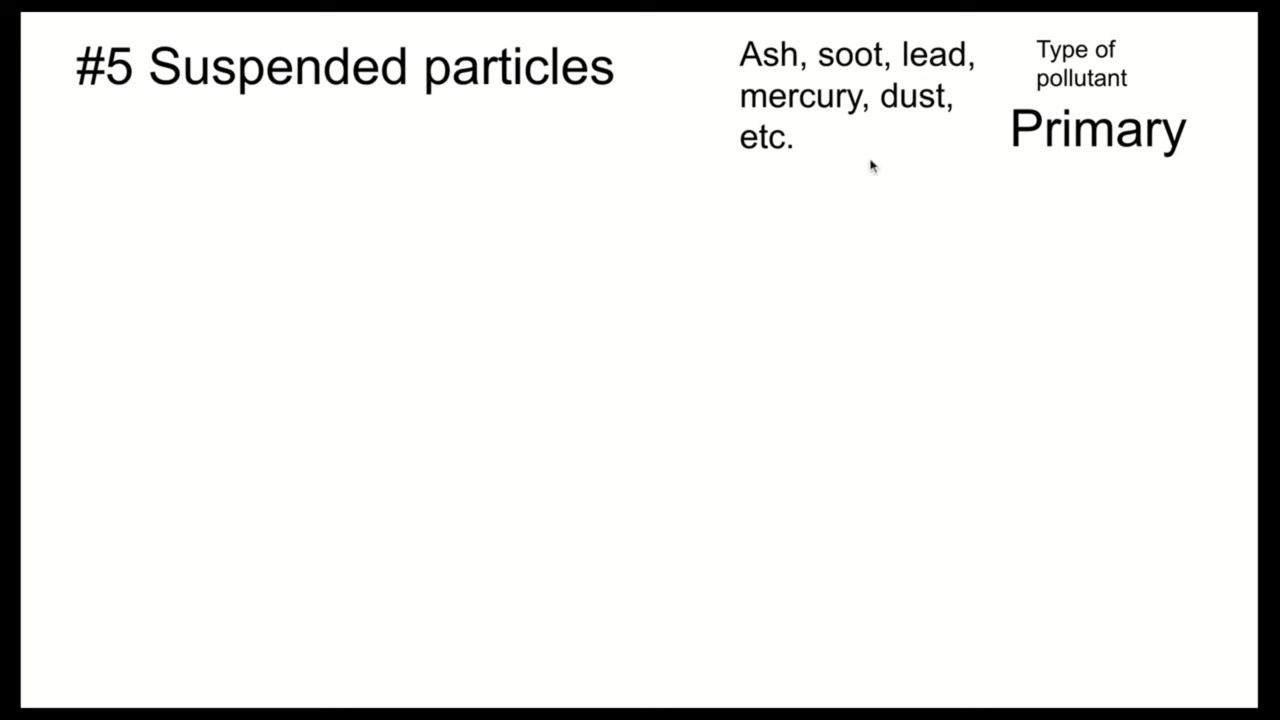 #5 Suspended particles
Ash, soot, lead,
mercury, dust,
etc.
Type of
pollutant
Primary